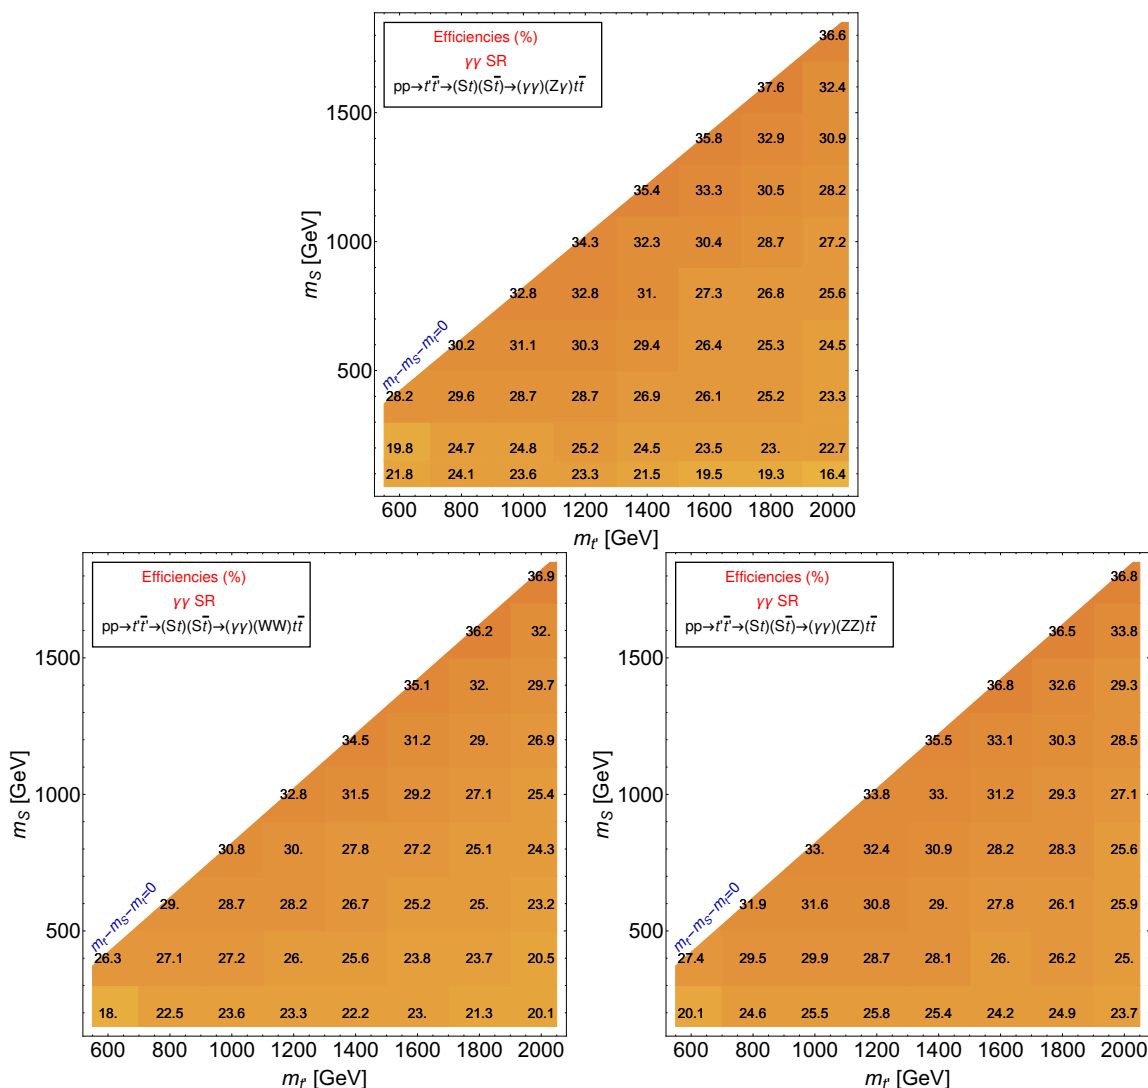 Efficiencies (%)
γγ SR
pp→t't̄'→(St)(St̄)→(γγ)(Zγ)tt̄
36.6
37.6 32.4
1500
35.8 32.9 30.9
35.4 33.3 30.5 28.2
1000
34.3 32.3 30.4 28.7 27.2
32.8 32.8 31. 27.3 26.8 25.6
m_t'−m_S−m_t=0
30.2 31.1 30.3 29.4 26.4 25.3 24.5
500
28.2 29.6 28.7 28.7 26.9 26.1 25.2 23.3
19.8 24.7 24.8 25.2 24.5 23.5 23. 22.7
21.8 24.1 23.6 23.3 21.5 19.5 19.3 16.4
600 800 1000 1200 1400 1600 1800 2000
m_S [GeV]
m_t' [GeV]
Efficiencies (%)
γγ SR
pp→t't̄'→(St)(St̄)→(γγ)(WW)tt̄
36.9
36.2 32.
1500
35.1 32. 29.7
34.5 31.2 29. 26.9
1000
32.8 31.5 29.2 27.1 25.4
30.8 30. 27.8 27.2 25.1 24.3
m_t'−m_S−m_t=0
29. 28.7 28.2 26.7 25.2 25. 23.2
500
26.3 27.1 27.2 26. 25.6 23.8 23.7 20.5
18. 22.5 23.6 23.3 22.2 23. 21.3 20.1
600 800 1000 1200 1400 1600 1800 2000
m_S [GeV]
m_t' [GeV]
Efficiencies (%)
γγ SR
pp→t't̄'→(St)(St̄)→(γγ)(ZZ)tt̄
36.8
36.5 33.8
1500
36.8 32.6 29.3
35.5 33.1 30.3 28.5
1000
33.8 33. 31.2 29.3 27.1
33. 32.4 30.9 28.2 28.3 25.6
m_t'−m_S−m_t=0
31.9 31.6 30.8 29. 27.8 26.1 25.9
500
27.4 29.5 29.9 28.7 28.1 26. 26.2 25.
20.1 24.6 25.5 25.8 25.4 24.2 24.9 23.7
600 800 1000 1200 1400 1600 1800 2000
m_S [GeV]
m_t' [GeV]